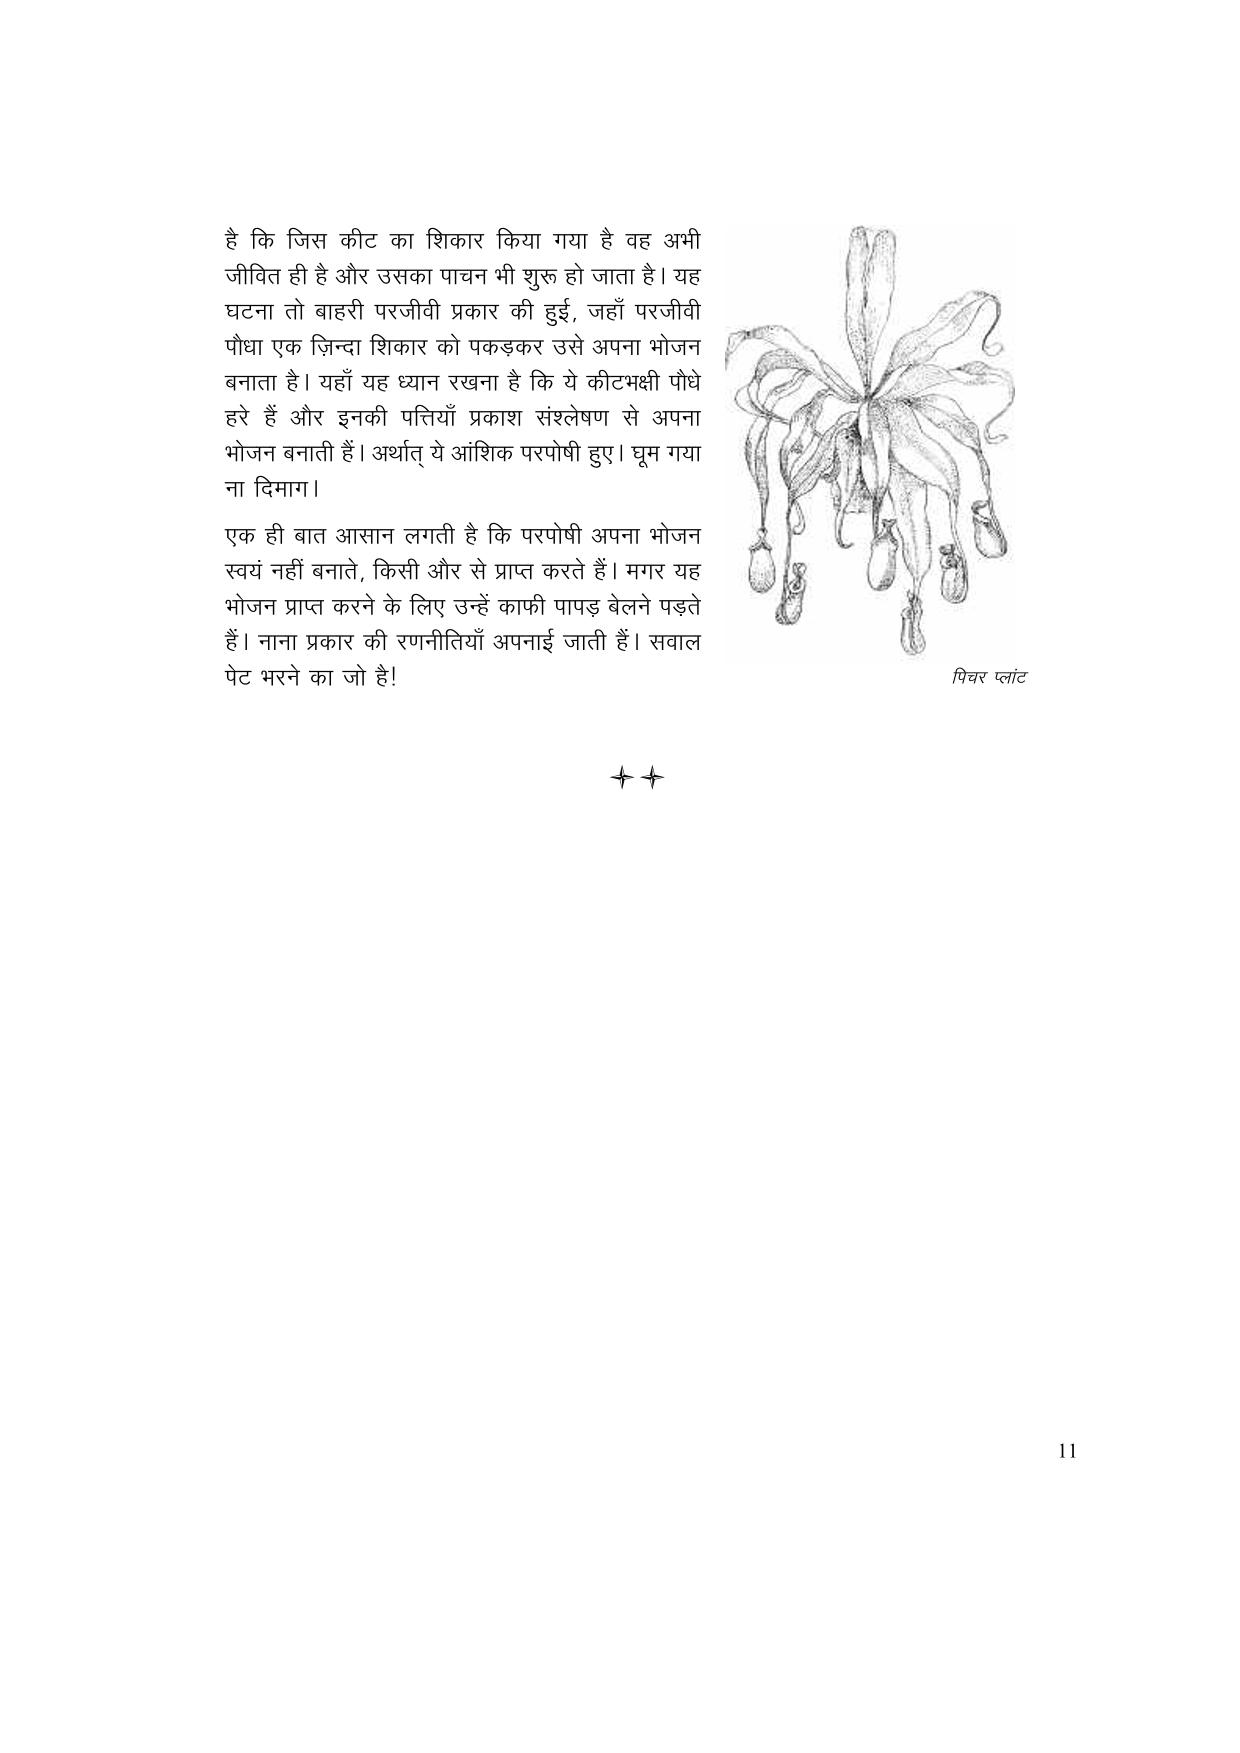 है कि जिस कीट का शिकार किया गया है वह अभी
जीवित ही है और उसका पाचन भी शुरू हो जाता है। यह
घटना तो बाहरी परजीवी प्रकार की हुई, जहाँ परजीवी
पौधा एक ज़िन्दा शिकार को पकड़कर उसे अपना भोजन
बनाता है। यहाँ यह ध्यान रखना है कि ये कीटभक्षी पौधे
हरे हैं और इनकी पत्तियाँ प्रकाश संश्लेषण से अपना
भोजन बनाती हैं। अर्थात् ये आंशिक परपोषी हुए। घूम गया
ना दिमाग।
एक ही बात आसान लगती है कि परपोषी अपना भोजन
स्वयं नहीं बनाते, किसी और से प्राप्त करते हैं। मगर यह
भोजन प्राप्त करने के लिए उन्हें काफी पापड़ बेलने पड़ते
हैं। नाना प्रकार की रणनीतियाँ अपनाई जाती हैं। सवाल
पेट भरने का जो है!
पिचर प्लांट
11